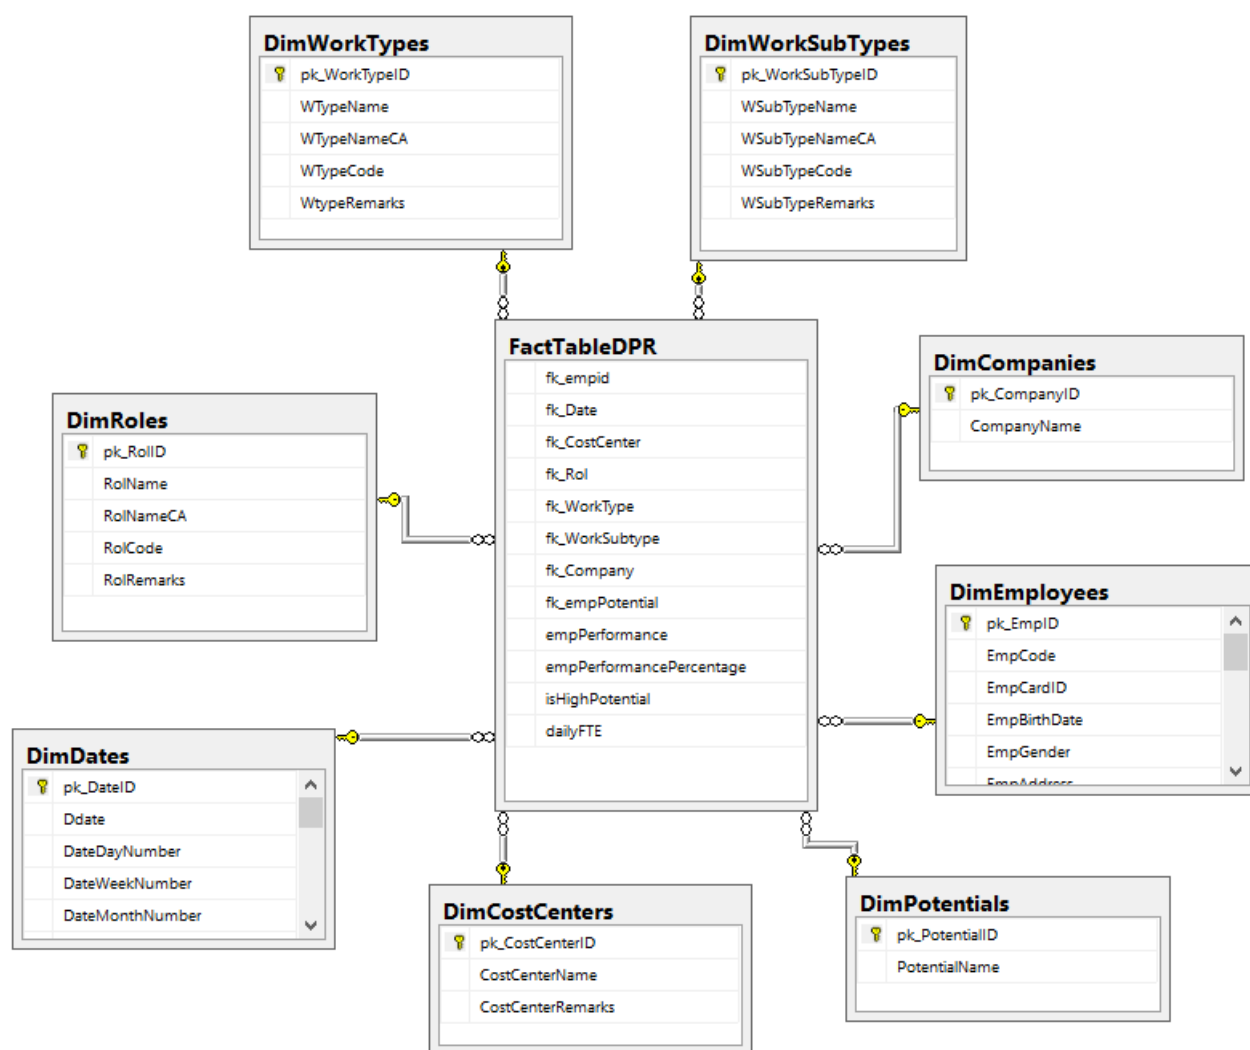 DimWorkTypes
pk_WorkTypeID
WTypeName
WTypeNameCA
WTypeCode
WtypeRemarks
DimWorkSubTypes
pk_WorkSubTypeID
WSubTypeName
WSubTypeNameCA
WSubTypeCode
WSubTypeRemarks
FactTableDPR
fk_empid
fk_Date
fk_CostCenter
fk_Rol
fk_WorkType
fk_WorkSubtype
fk_Company
fk_empPotential
empPerformance
empPerformancePercentage
isHighPotential
dailyFTE
DimCompanies
pk_CompanyID
CompanyName
DimRoles
pk_RolID
RolName
RolNameCA
RolCode
RolRemarks
DimEmployees
pk_EmpID
EmpCode
EmpCardID
EmpBirthDate
EmpGender
EmpAddress
DimDates
pk_DateID
Ddate
DateDayNumber
DateWeekNumber
DateMonthNumber
DimCostCenters
pk_CostCenterID
CostCenterName
CostCenterRemarks
DimPotentials
pk_PotentialID
PotentialName